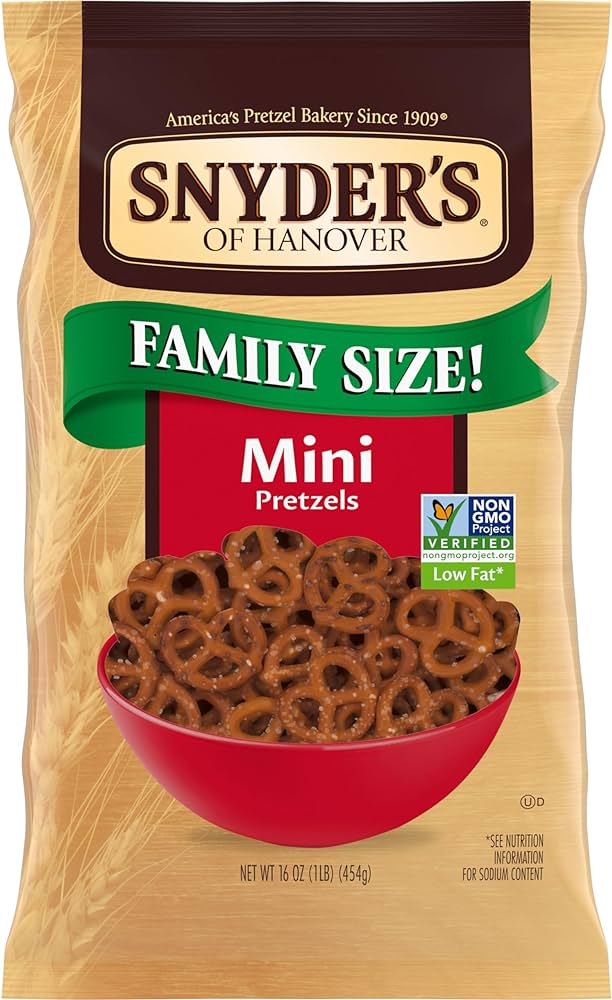 America's Pretzel Bakery Since 1909®
SNYDER'S®
OF HANOVER
FAMILY SIZE!
Mini
Pretzels
NON
GMO
Project
VERIFIED
nongmoproject.org
Low Fat*
U D
*SEE NUTRITION
INFORMATION
FOR SODIUM CONTENT
NET WT 16 OZ (1LB) (454g)